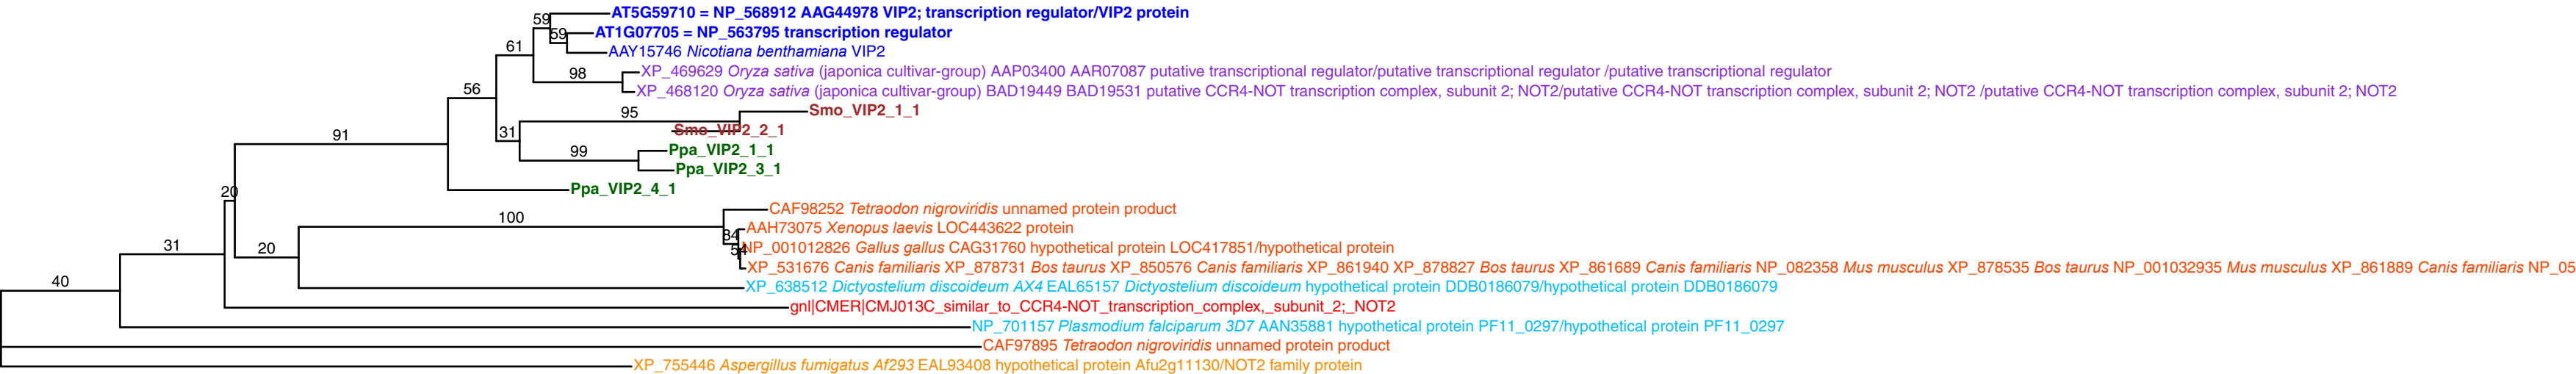 59 AT5G59710 = NP_568912 AAG44978 VIP2; transcription regulator/VIP2 protein
59 AT1G07705 = NP_563795 transcription regulator
61 AAY15746 Nicotiana benthamiana VIP2
98 XP_469629 Oryza sativa (japonica cultivar-group) AAP03400 AAR07087 putative transcriptional regulator/putative transcriptional regulator /putative transcriptional regulator
56 XP_468120 Oryza sativa (japonica cultivar-group) BAD19449 BAD19531 putative CCR4-NOT transcription complex, subunit 2; NOT2/putative CCR4-NOT transcription complex, subunit 2; NOT2 /putative CCR4-NOT transcription complex, subunit 2; NOT2
95 Smo_VIP2_1_1
91 31 Smo_VIP2_2_1
99 Ppa_VIP2_1_1
Ppa_VIP2_3_1
20 Ppa_VIP2_4_1
100 CAF98252 Tetraodon nigroviridis unnamed protein product
84 AAH73075 Xenopus laevis LOC443622 protein
31 20 54 NP_001012826 Gallus gallus CAG31760 hypothetical protein LOC417851/hypothetical protein
XP_531676 Canis familiaris XP_878731 Bos taurus XP_850576 Canis familiaris XP_861940 XP_878827 Bos taurus XP_861689 Canis familiaris NP_082358 Mus musculus XP_878535 Bos taurus NP_001032935 Mus musculus XP_861889 Canis familiaris NP_05
40 XP_638512 Dictyostelium discoideum AX4 EAL65157 Dictyostelium discoideum hypothetical protein DDB0186079/hypothetical protein DDB0186079
gnl|CMER|CMJ013C_similar_to_CCR4-NOT_transcription_complex,_subunit_2;_NOT2
NP_701157 Plasmodium falciparum 3D7 AAN35881 hypothetical protein PF11_0297/hypothetical protein PF11_0297
CAF97895 Tetraodon nigroviridis unnamed protein product
XP_755446 Aspergillus fumigatus Af293 EAL93408 hypothetical protein Afu2g11130/NOT2 family protein